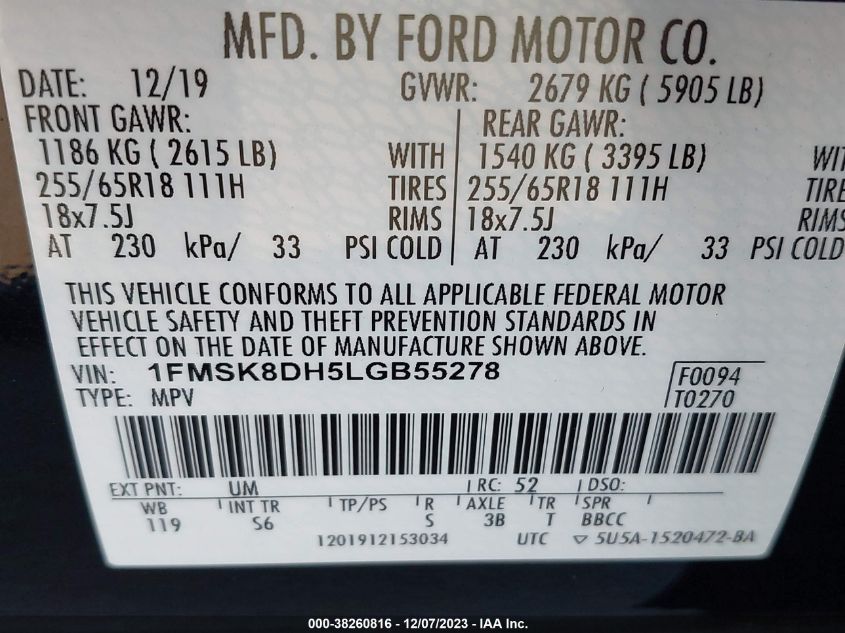 MFD. BY FORD MOTOR CO.
DATE: 12/19 GVWR: 2679 KG ( 5905 LB)
FRONT GAWR: REAR GAWR:
1186 KG ( 2615 LB) WITH 1540 KG ( 3395 LB) WIT
255/65R18 111H TIRES 255/65R18 111H TIRE
18x7.5J RIMS 18x7.5J RIMS
AT 230 kPa/ 33 PSI COLD AT 230 kPa/ 33 PSI COLD
THIS VEHICLE CONFORMS TO ALL APPLICABLE FEDERAL MOTOR
VEHICLE SAFETY AND THEFT PREVENTION STANDARDS IN
EFFECT ON THE DATE OF MANUFACTURE SHOWN ABOVE.
VIN: 1FMSK8DH5LGB55278 F0094
TYPE: MPV T0270
EXT PNT: UM RC: 52 DSO:
WB INT TR TP/PS R AXLE TR SPR
119 S6 S 3B T BBCC
1201912153034 UTC ▽ 5U5A-1520472-BA
000-38260816 - 12/07/2023 - IAA Inc.